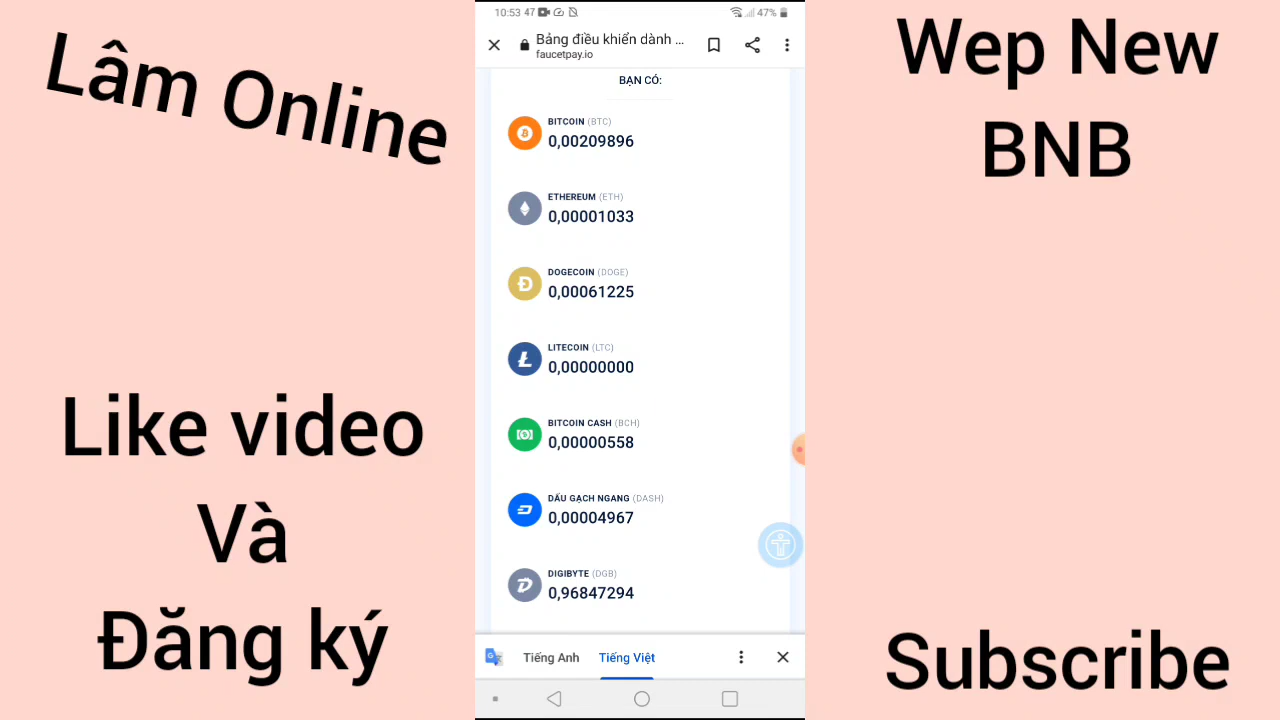 Lâm Online
Like video
Và
Đăng ký
10:53 47
47%
Bảng điều khiển dành ...
faucetpay.io
BẠN CÓ:
BITCOIN (BTC)
0,00209896
ETHEREUM (ETH)
0,00001033
DOGECOIN (DOGE)
0,00061225
LITECOIN (LTC)
0,00000000
BITCOIN CASH (BCH)
0,00000558
DẤU GẠCH NGANG (DASH)
0,00004967
DIGIBYTE (DGB)
0,96847294
Tiếng Anh
Tiếng Việt
Wep New
BNB
Subscribe